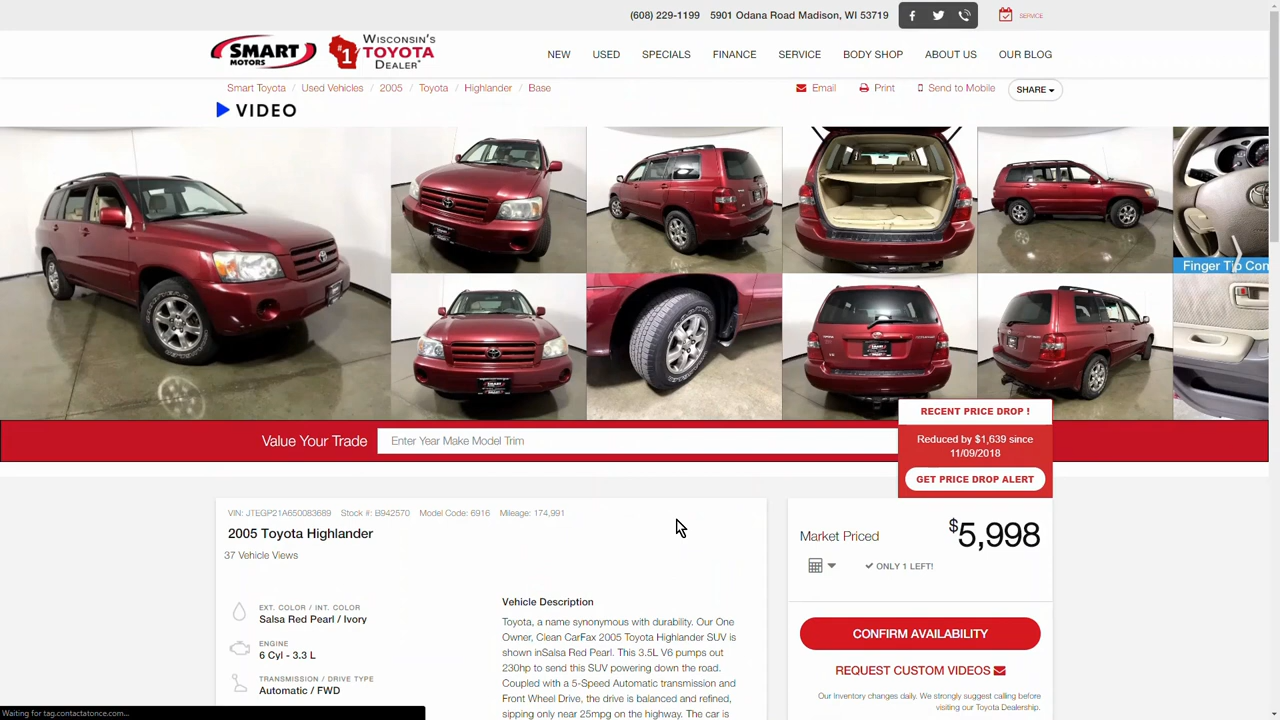 (608) 229-1199 5901 Odana Road Madison, WI 53719
SERVICE
SMART
MOTORS
#1
WISCONSIN'S
TOYOTA
DEALER
NEW USED SPECIALS FINANCE SERVICE BODY SHOP ABOUT US OUR BLOG
Smart Toyota / Used Vehicles / 2005 / Toyota / Highlander / Base
Email Print Send to Mobile SHARE
VIDEO
Finger Tip Con
Value Your Trade Enter Year Make Model Trim
RECENT PRICE DROP !
Reduced by $1,639 since
11/09/2018
GET PRICE DROP ALERT
VIN: JTEGP21A650083689 Stock #: B942570 Model Code: 6916 Mileage: 174,991
2005 Toyota Highlander
37 Vehicle Views
Market Priced $5,998
ONLY 1 LEFT!
EXT. COLOR / INT. COLOR
Salsa Red Pearl / Ivory
ENGINE
6 Cyl - 3.3 L
TRANSMISSION / DRIVE TYPE
Automatic / FWD
Vehicle Description
Toyota, a name synonymous with durability. Our One
Owner, Clean CarFax 2005 Toyota Highlander SUV is
shown inSalsa Red Pearl. This 3.5L V6 pumps out
230hp to send this SUV powering down the road.
Coupled with a 5-Speed Automatic transmission and
Front Wheel Drive, the drive is balanced and refined,
sipping only near 25mpg on the highway. The car is
CONFIRM AVAILABILITY
REQUEST CUSTOM VIDEOS
Our Inventory changes daily. We strongly suggest calling before
visiting our Toyota Dealership.
Waiting for tag.contactatonce.com...